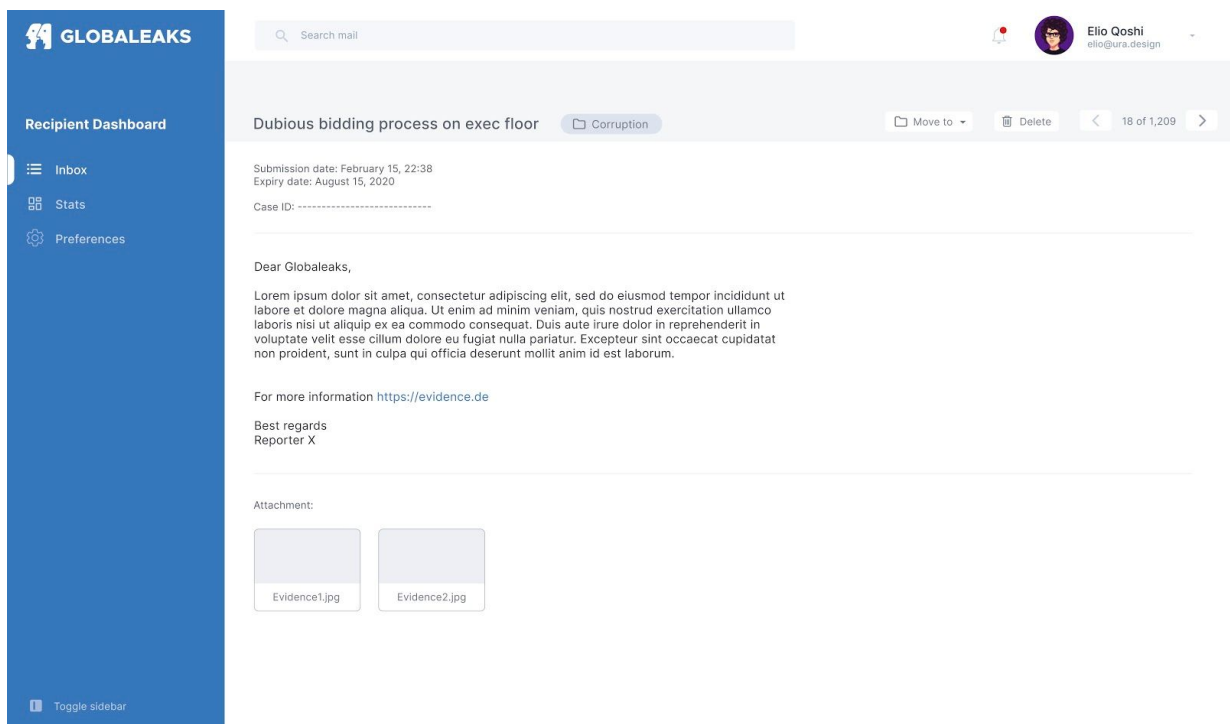 GLOBALEAKS
Search mail
Elio Qoshi
elio@ura.design
Recipient Dashboard
Inbox
Stats
Preferences
Toggle sidebar
Dubious bidding process on exec floor
Corruption
Move to
Delete
18 of 1,209
Submission date: February 15, 22:38
Expiry date: August 15, 2020
Case ID: ----------------------------
Dear Globaleaks,
Lorem ipsum dolor sit amet, consectetur adipiscing elit, sed do eiusmod tempor incididunt ut
labore et dolore magna aliqua. Ut enim ad minim veniam, quis nostrud exercitation ullamco
laboris nisi ut aliquip ex ea commodo consequat. Duis aute irure dolor in reprehenderit in
voluptate velit esse cillum dolore eu fugiat nulla pariatur. Excepteur sint occaecat cupidatat
non proident, sunt in culpa qui officia deserunt mollit anim id est laborum.
For more information https://evidence.de
Best regards
Reporter X
Attachment:
Evidence1.jpg
Evidence2.jpg